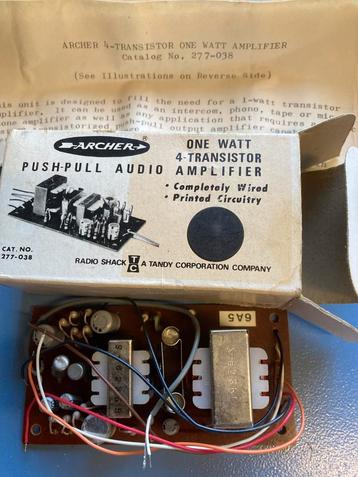 ARCHER 4-TRANSISTOR ONE WATT AMPLIFIER
Catalog No. 277-038
(See Illustrations on Reverse Side)
This unit is designed to fill the need for a 1-watt transistor
amplifier. It can be used as an intercom, phono, tape or mic
phone amplifier as well as any application that requires a
transistorized push-pull output amplifier
ARCHER®
ONE WATT
4-TRANSISTOR
PUSH-PULL AUDIO AMPLIFIER
• Completely Wired
• Printed Circuitry
CAT. NO.
277-038
RADIO SHACK TC A TANDY CORPORATION COMPANY
6A5